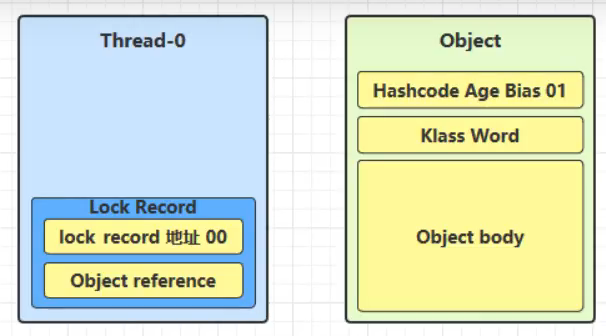 Thread-0
Lock Record
lock record 地址 00
Object reference
Object
Hashcode Age Bias 01
Klass Word
Object body